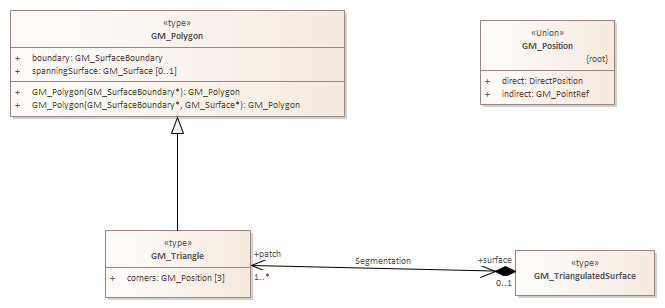 «type»
GM_Polygon
+ boundary: GM_SurfaceBoundary
+ spanningSurface: GM_Surface [0..1]
+ GM_Polygon(GM_SurfaceBoundary*): GM_Polygon
+ GM_Polygon(GM_SurfaceBoundary*, GM_Surface*): GM_Polygon
«Union»
GM_Position
{root}
+ direct: DirectPosition
+ indirect: GM_PointRef
«type»
GM_Triangle
+ corners: GM_Position [3]
+patch
1..*
Segmentation
+surface
0..1
«type»
GM_TriangulatedSurface